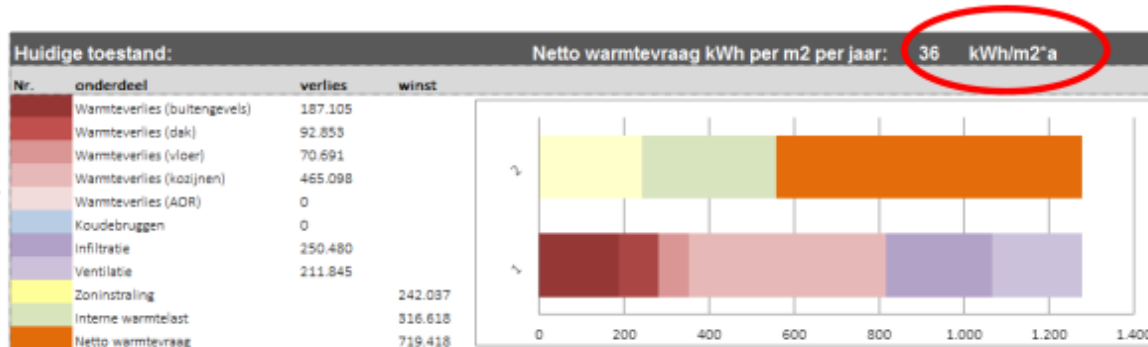 Huidige toestand: Netto warmtevraag kWh per m2 per jaar: 36 kWh/m2*a
Nr. onderdeel verlies winst
Warmteverlies (buitengevels) 187.105
Warmteverlies (dak) 92.853
Warmteverlies (vloer) 70.691
Warmteverlies (kozijnen) 465.098
Warmteverlies (AOR) 0
Koudebruggen 0
Infiltratie 250.480
Ventilatie 211.845
Zoninstraling 242.037
Interne warmtelast 316.618
Netto warmtevraag 719.418
2
1
0 200 400 600 800 1.000 1.200 1.400